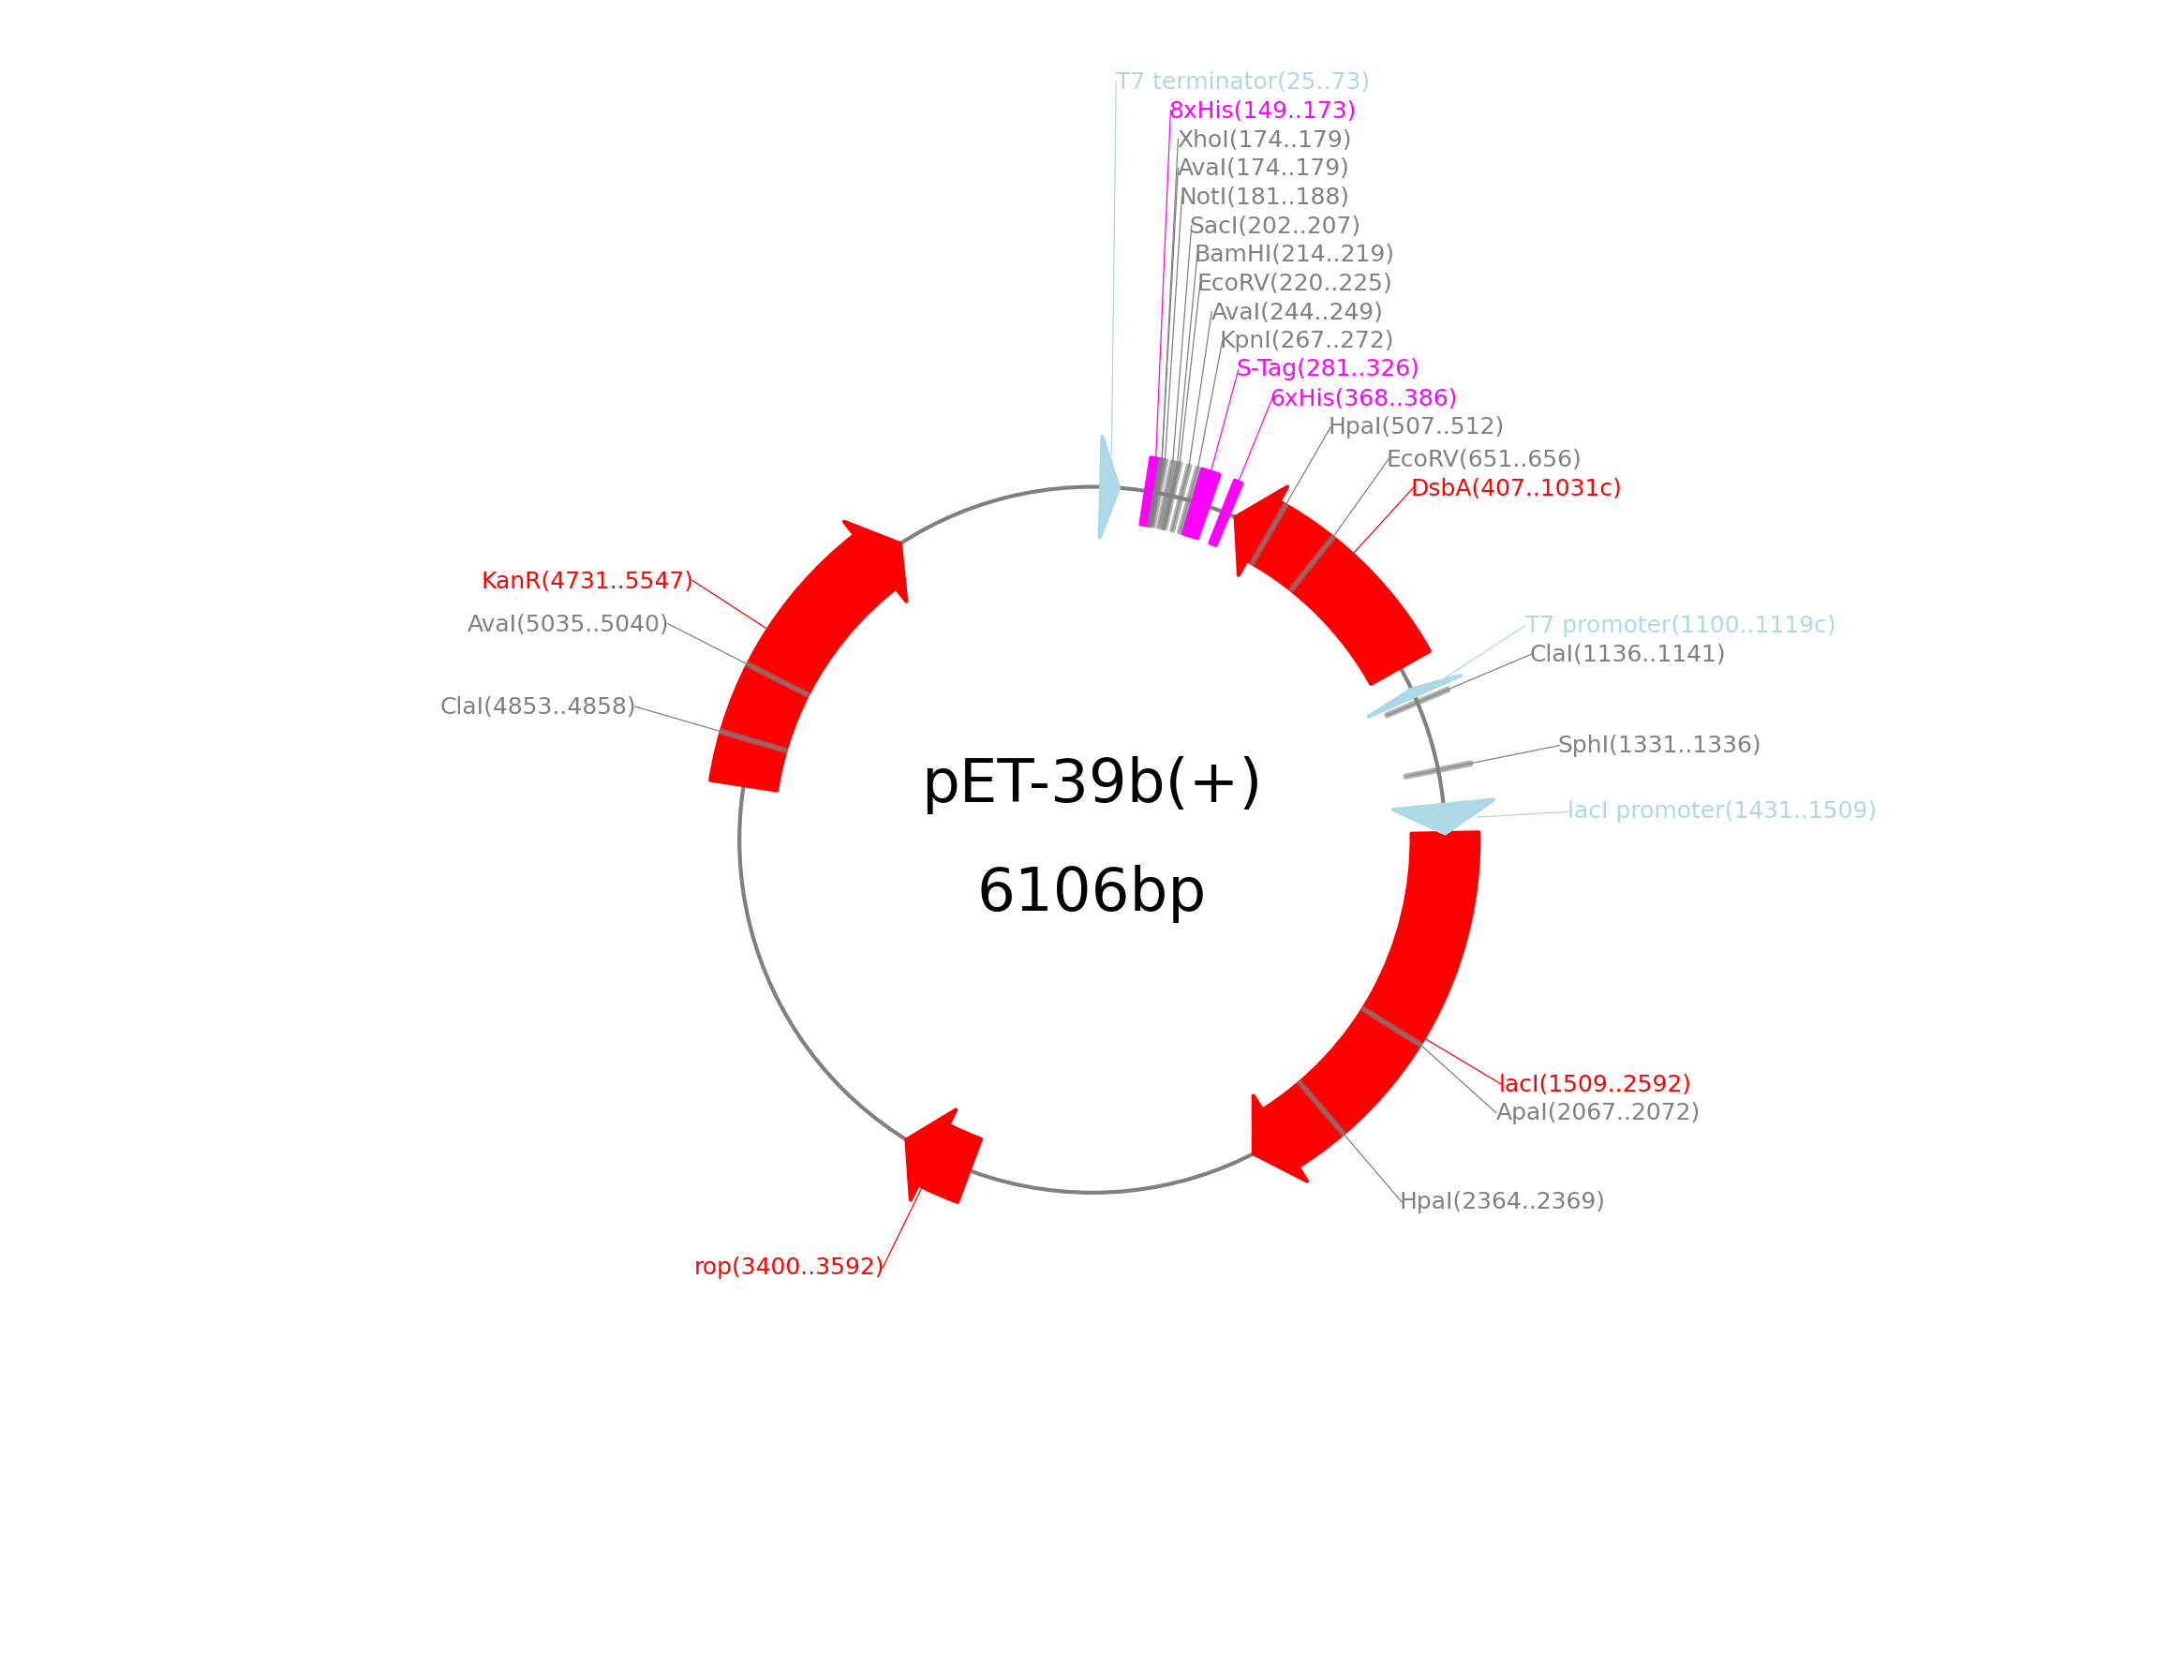 T7 terminator(25..73)
8xHis(149..173)
XhoI(174..179)
AvaI(174..179)
NotI(181..188)
SacI(202..207)
BamHI(214..219)
EcoRV(220..225)
AvaI(244..249)
KpnI(267..272)
S-Tag(281..326)
6xHis(368..386)
HpaI(507..512)
EcoRV(651..656)
DsbA(407..1031c)
KanR(4731..5547)
AvaI(5035..5040)
T7 promoter(1100..1119c)
ClaI(1136..1141)
ClaI(4853..4858)
SphI(1331..1336)
pET-39b(+)
lacI promoter(1431..1509)
6106bp
lacI(1509..2592)
ApaI(2067..2072)
HpaI(2364..2369)
rop(3400..3592)